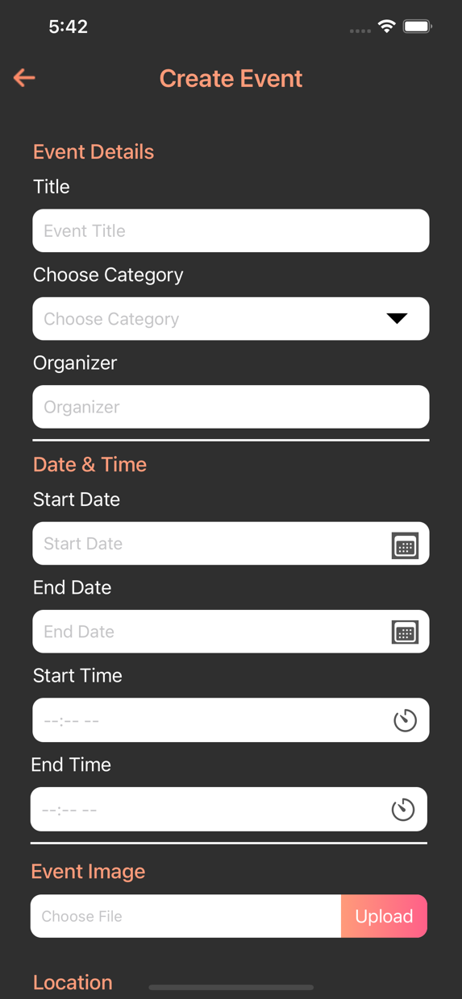 5:42
Create Event
Event Details
Title
Event Title
Choose Category
Choose Category
Organizer
Organizer
Date & Time
Start Date
Start Date
End Date
End Date
Start Time
--:-- --
End Time
--:-- --
Event Image
Choose File Upload
Location